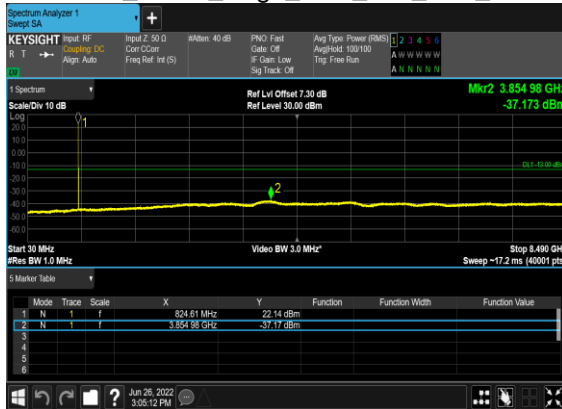 Spectrum Analyzer 1
Swept SA
+
KEYSIGHT Input: RF Input Z: 50 Ω #Atten: 40 dB PNO: Fast Avg Type: Power (RMS) 1 2 3 4 5 6
R T Coupling: DC Corr CCorr Gate: Off Avg|Hold: 100/100 A W W W W W
Align: Auto Freq Ref: Int (S) IF Gain: Low Trig: Free Run
LU Sig Track: Off A N N N N N
1 Spectrum Ref Lvl Offset 7.30 dB Mkr2 3.854 98 GHz
Scale/Div 10 dB Ref Level 30.00 dBm -37.173 dBm
Log
20.0 1
10.0
0.00
-10.0 DL1 -13.00 dBm
-20.0
-30.0 2
-40.0
-50.0
-60.0
Start 30 MHz Video BW 3.0 MHz* Stop 8.490 GHz
#Res BW 1.0 MHz Sweep ~17.2 ms (40001 pts)
5 Marker Table
Mode Trace Scale X Y Function Function Width Function Value
1 N 1 f 824.61 MHz 22.14 dBm
2 N 1 f 3.854 98 GHz -37.17 dBm
3
4
5
6
? Jun 26, 2022
3:05:12 PM